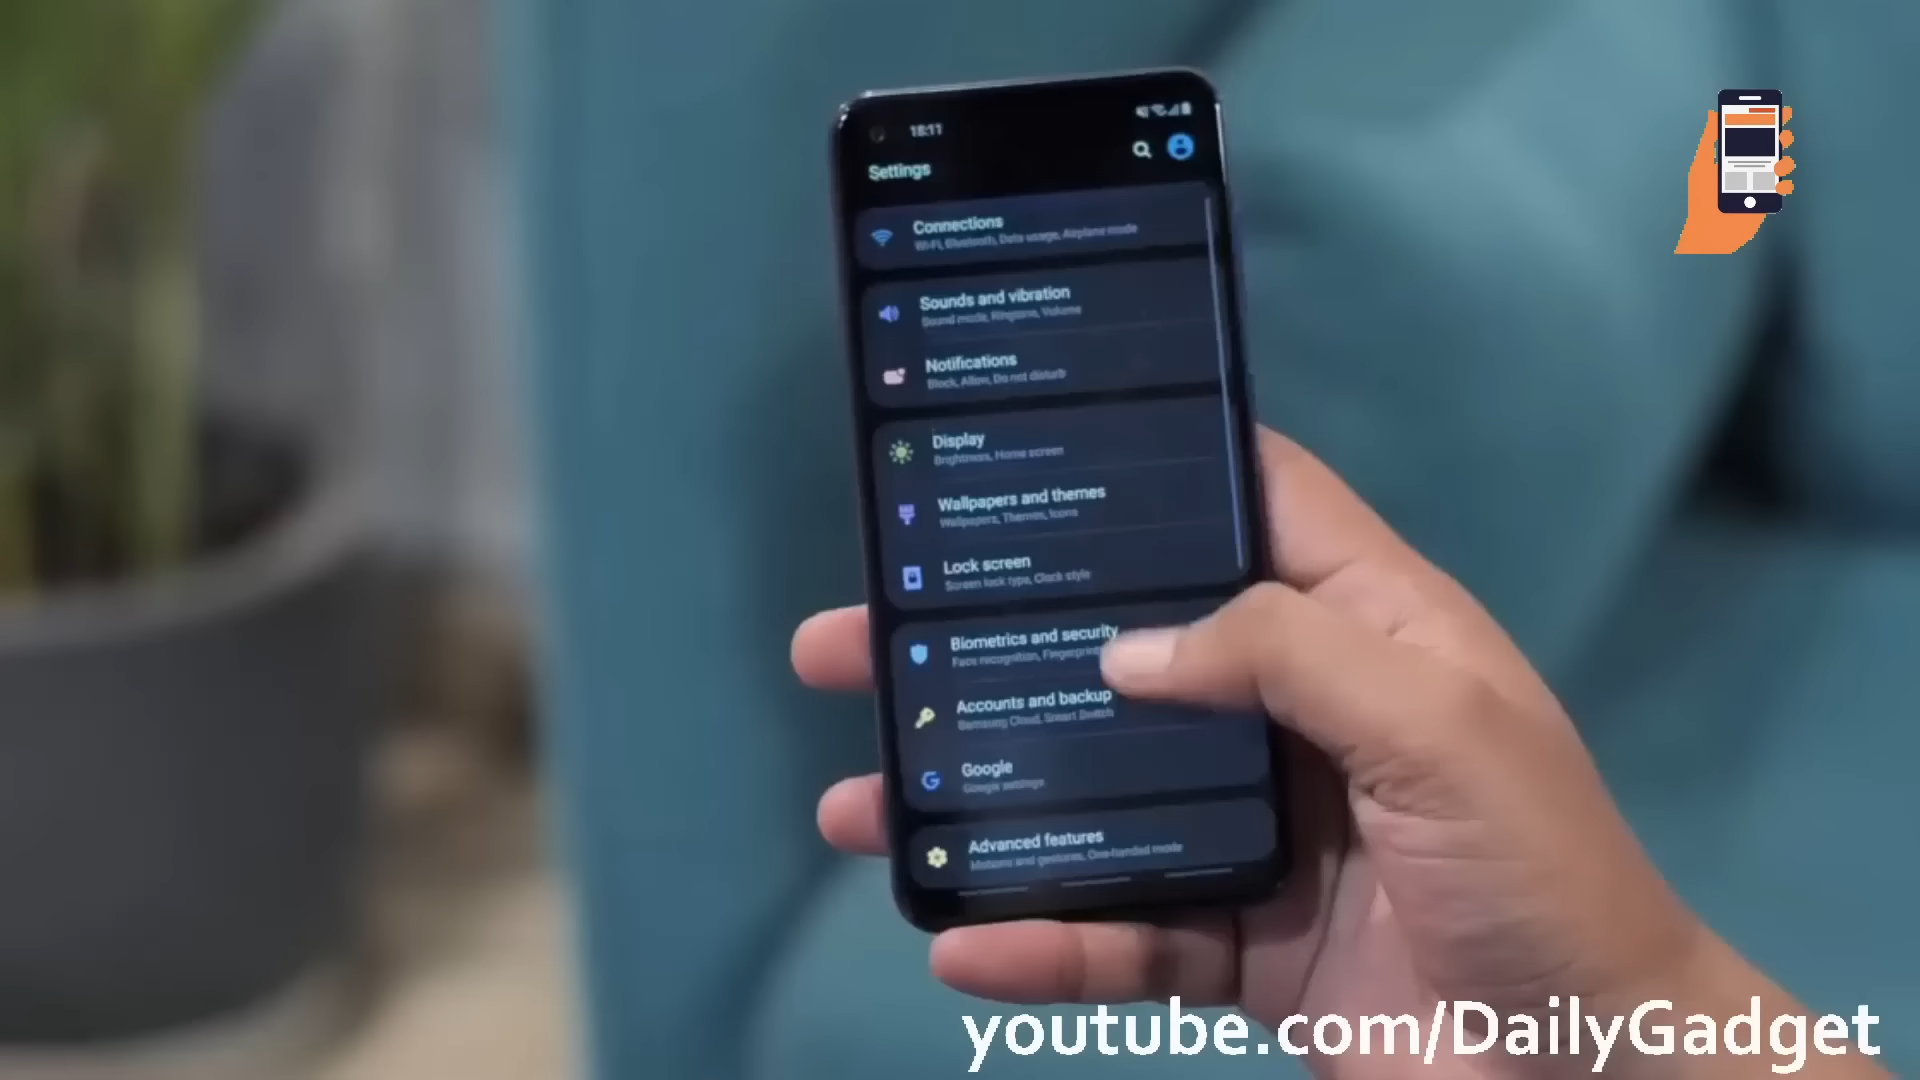 18:11
Settings
Connections
Wi-Fi, Bluetooth, Data usage, Airplane mode
Sounds and vibration
Sound mode, Ringtone, Volume
Notifications
Block, Allow, Do not disturb
Display
Brightness, Home screen
Wallpapers and themes
Wallpapers, Themes, Icons
Lock screen
Screen lock type, Clock style
Biometrics and security
Face recognition, Fingerprint
Accounts and backup
Samsung Cloud, Smart Switch
Google
Google settings
Advanced features
Motions and gestures, One-handed mode
youtube.com/DailyGadget